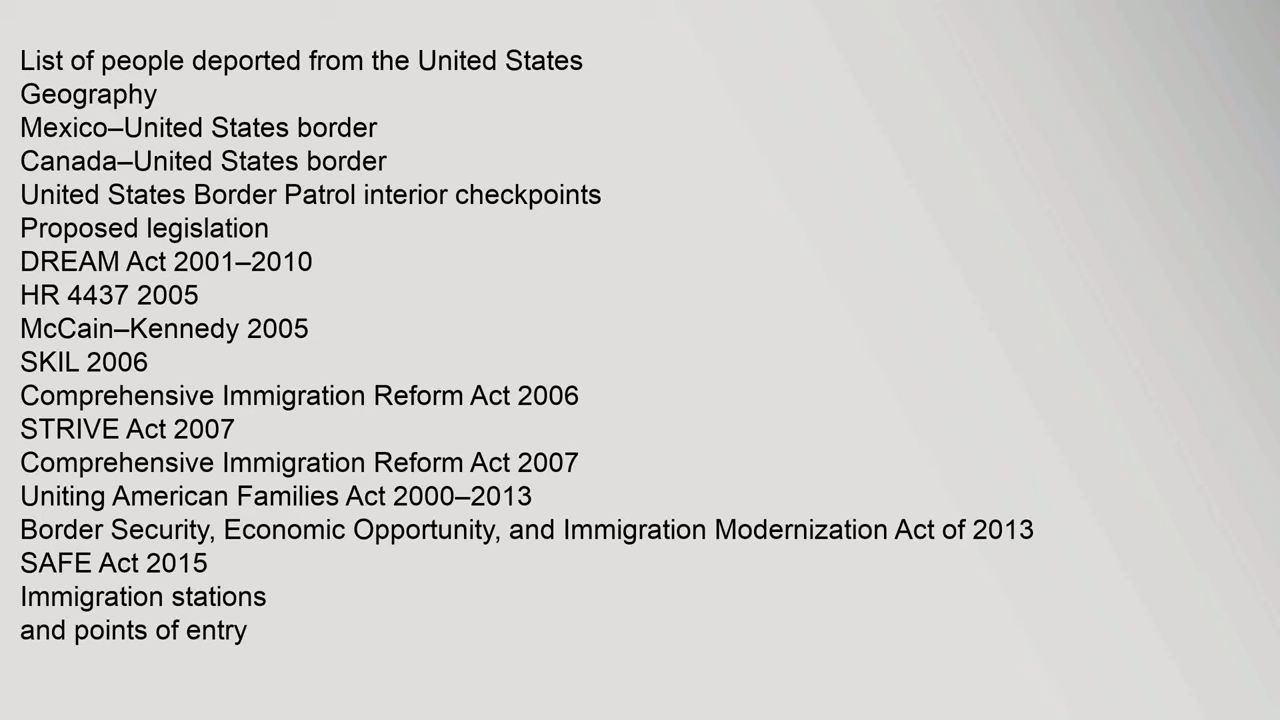 List of people deported from the United States
Geography
Mexico–United States border
Canada–United States border
United States Border Patrol interior checkpoints
Proposed legislation
DREAM Act 2001–2010
HR 4437 2005
McCain–Kennedy 2005
SKIL 2006
Comprehensive Immigration Reform Act 2006
STRIVE Act 2007
Comprehensive Immigration Reform Act 2007
Uniting American Families Act 2000–2013
Border Security, Economic Opportunity, and Immigration Modernization Act of 2013
SAFE Act 2015
Immigration stations
and points of entry